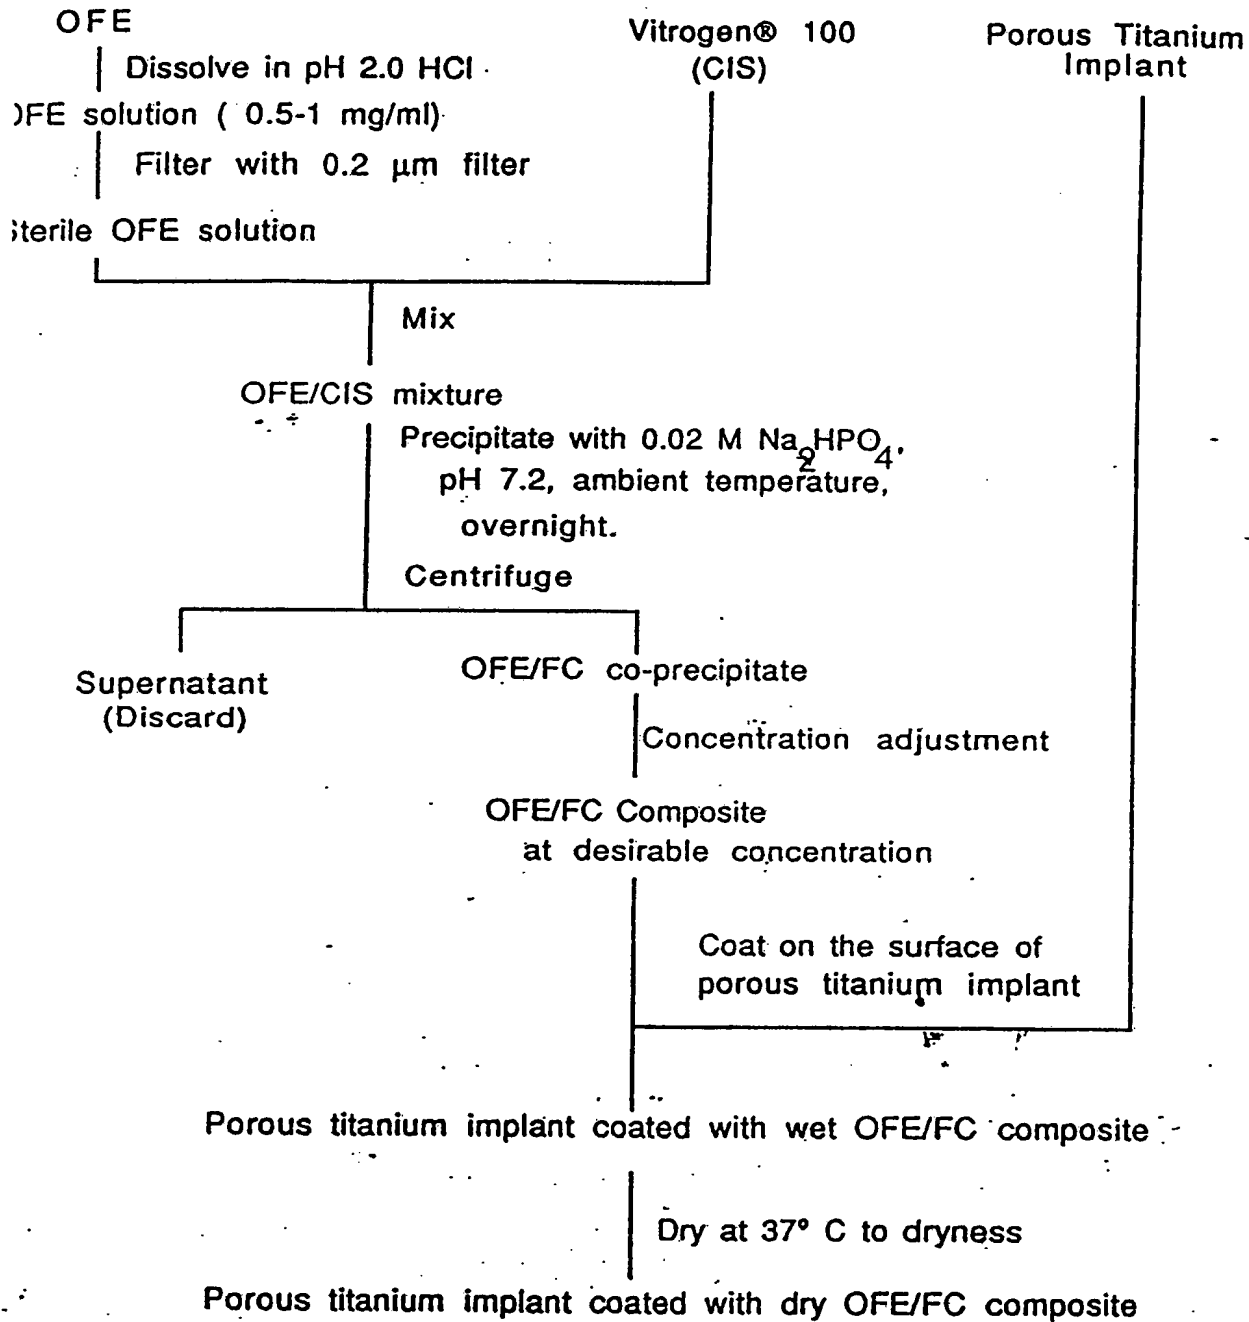 OFE
Vitrogen® 100
(CIS)
Porous Titanium
Implant
Dissolve in pH 2.0 HCl
)FE solution ( 0.5-1 mg/ml)
Filter with 0.2 µm filter
;terile OFE solution
Mix
OFE/CIS mixture
Precipitate with 0.02 M Na2HPO4,
pH 7.2, ambient temperature,
overnight.
Centrifuge
Supernatant
(Discard)
OFE/FC co-precipitate
Concentration adjustment
OFE/FC Composite
at desirable concentration
Coat on the surface of
porous titanium implant
Porous titanium implant coated with wet OFE/FC composite
Dry at 37° C to dryness
Porous titanium implant coated with dry OFE/FC composite